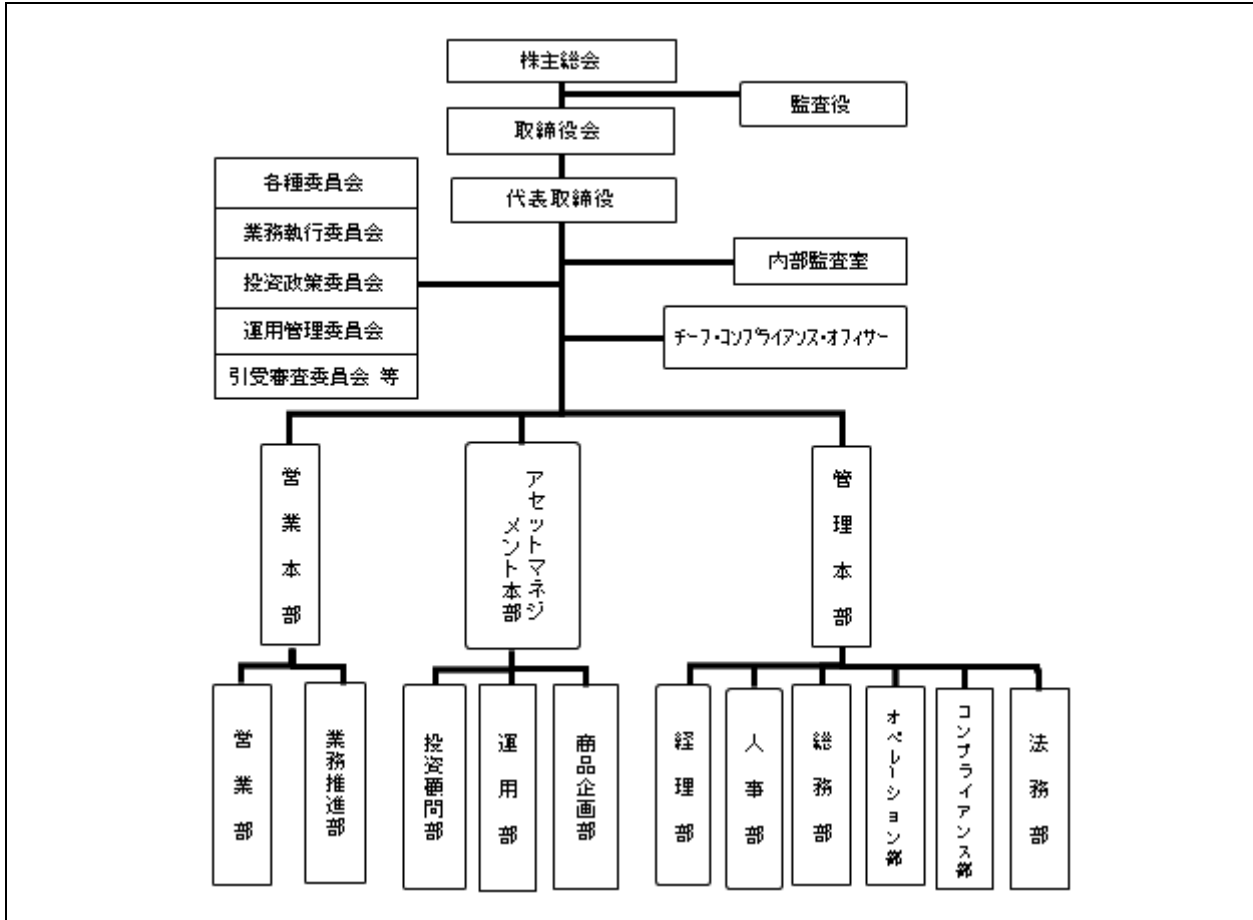 株主総会
監査役
取締役会
代表取締役
各種委員会
業務執行委員会
投資政策委員会
運用管理委員会
引受審査委員会 等
内部監査室
チーフ・コンプライアンス・オフィサー
営業本部
アセットマネジ
メント本部
管理本部
営業部
業務推進部
投資顧問部
運用部
商品企画部
経理部
人事部
総務部
オペレーション部
コンプライアンス部
法務部